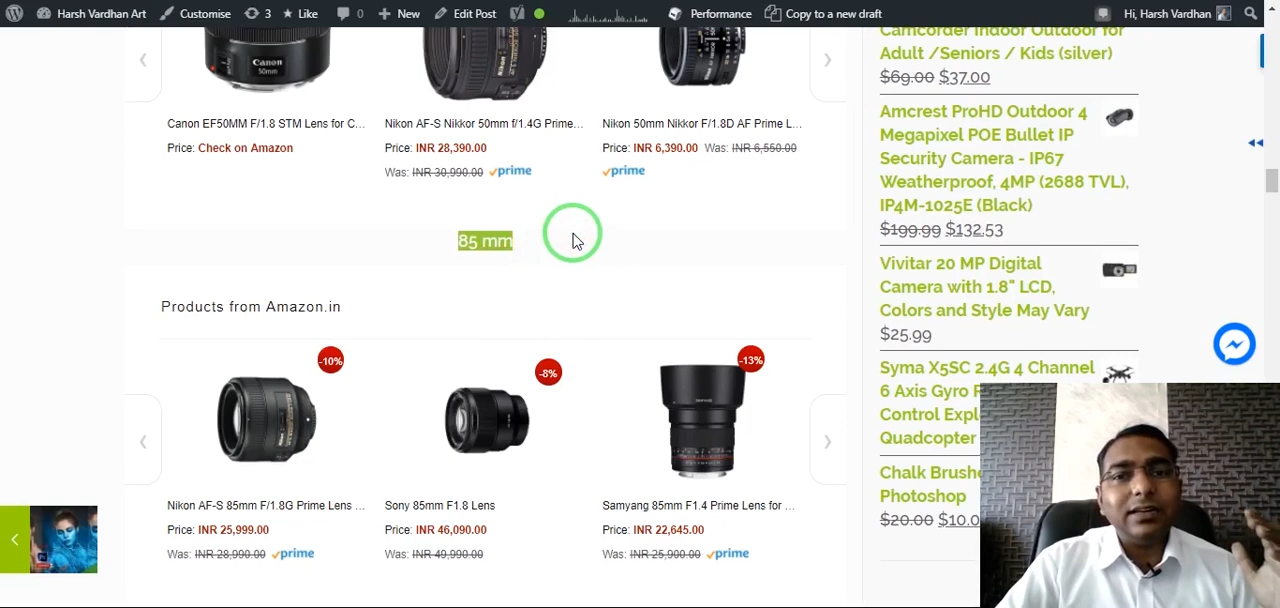 Harsh Vardhan Art
Customise
3
Like
0
New
Edit Post
Performance
Copy to a new draft
Hi, Harsh Vardhan
Canon
50mm
Nikon
Canon EF50MM F/1.8 STM Lens for C...
Price: Check on Amazon
Nikon AF-S Nikkor 50mm f/1.4G Prime...
Price: INR 28,390.00
Was: INR 30,990.00 prime
Nikon 50mm Nikkor F/1.8D AF Prime L...
Price: INR 6,390.00 Was: INR 6,550.00
prime
85 mm
Products from Amazon.in
-10%
-8%
-13%
Nikon AF-S 85mm F/1.8G Prime Lens ...
Price: INR 25,999.00
Was: INR 28,990.00 prime
Sony 85mm F1.8 Lens
Price: INR 46,090.00
Was: INR 49,990.00
Samyang 85mm F1.4 Prime Lens for ...
Price: INR 22,645.00
Was: INR 25,900.00 prime
Camcorder Indoor Outdoor for
Adult /Seniors / Kids (silver)
$69.00 $37.00
Amcrest ProHD Outdoor 4
Megapixel POE Bullet IP
Security Camera - IP67
Weatherproof, 4MP (2688 TVL),
IP4M-1025E (Black)
$199.99 $132.53
Vivitar 20 MP Digital
Camera with 1.8" LCD,
Colors and Style May Vary
$25.99
Syma X5SC 2.4G 4 Channel
6 Axis Gyro
Control Expl
Quadcopter
Chalk Brush
Photoshop
$20.00 $10.0